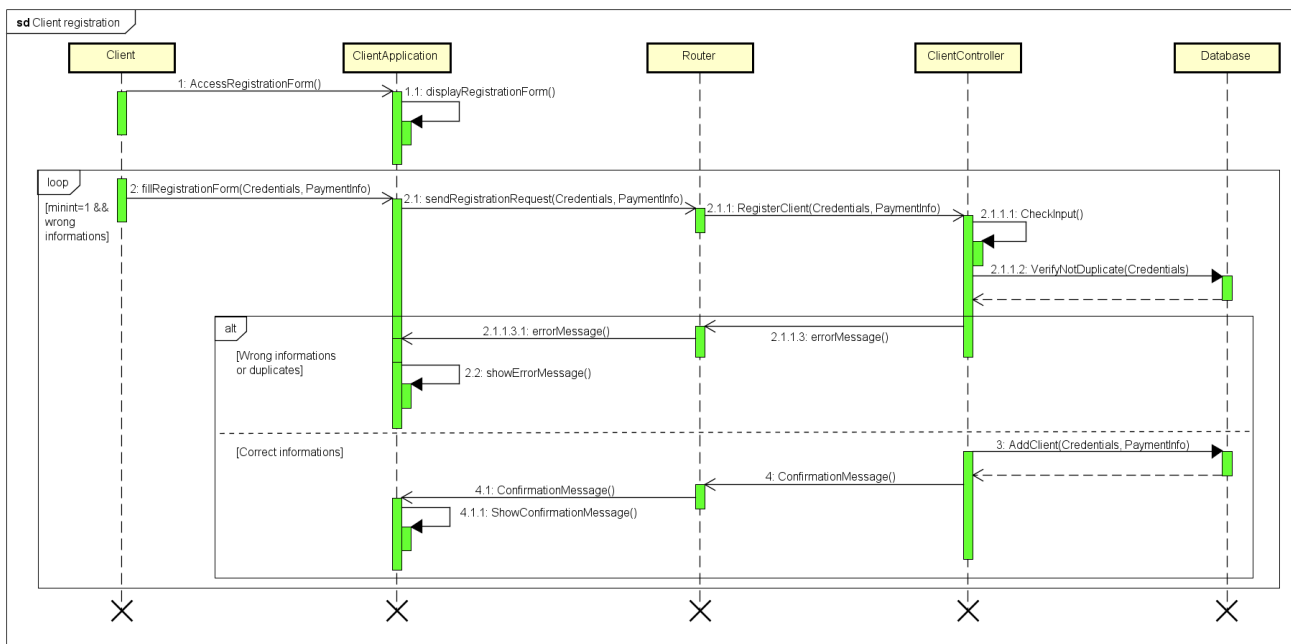 sd Client registration
Client
ClientApplication
Router
ClientController
Database
1: AccessRegistrationForm()
1.1: displayRegistrationForm()
loop
[minint=1 &&
wrong
informations]
2: fillRegistrationForm(Credentials, PaymentInfo)
2.1: sendRegistrationRequest(Credentials, PaymentInfo)
2.1.1: RegisterClient(Credentials, PaymentInfo)
2.1.1.1: CheckInput()
2.1.1.2: VerifyNotDuplicate(Credentials)
alt
[Wrong informations
or duplicates]
2.1.1.3.1: errorMessage()
2.1.1.3: errorMessage()
2.2: showErrorMessage()
[Correct informations]
3: AddClient(Credentials, PaymentInfo)
4: ConfirmationMessage()
4.1: ConfirmationMessage()
4.1.1: ShowConfirmationMessage()